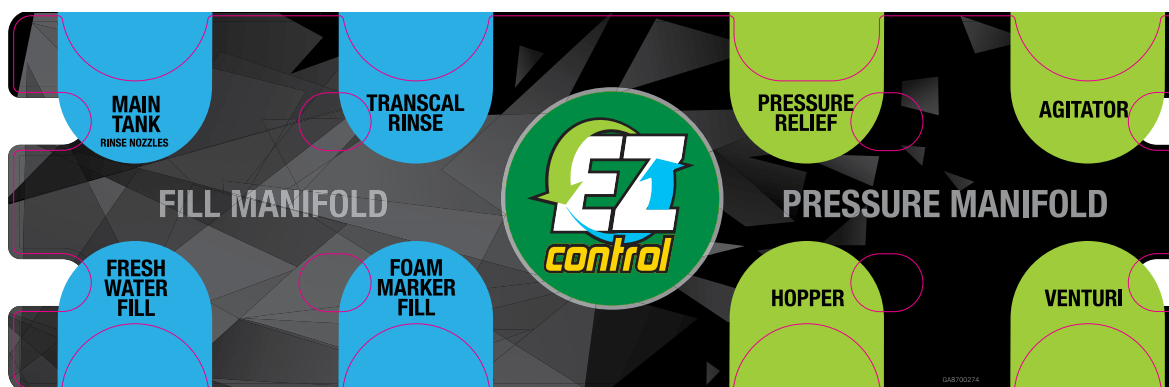 MAIN
TANK
RINSE NOZZLES
TRANSCAL
RINSE
PRESSURE
RELIEF
AGITATOR
FILL MANIFOLD
EZ
control
PRESSURE MANIFOLD
FRESH
WATER
FILL
FOAM
MARKER
FILL
HOPPER
VENTURI
GA8700274